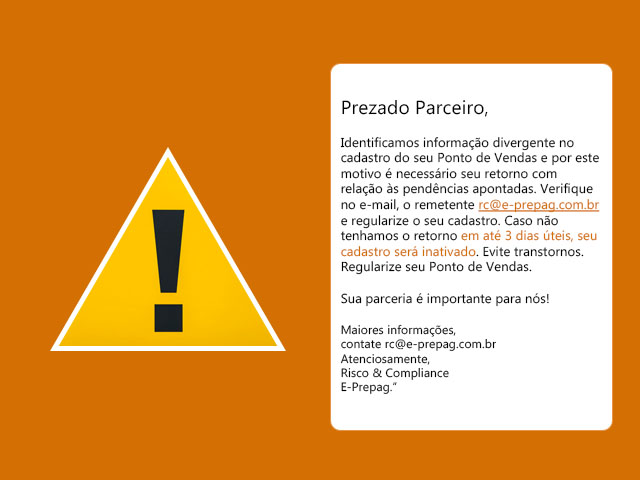 Prezado Parceiro,
Identificamos informação divergente no
cadastro do seu Ponto de Vendas e por este
motivo é necessário seu retorno com
relação às pendências apontadas. Verifique
no e-mail, o remetente rc@e-prepag.com.br
e regularize o seu cadastro. Caso não
tenhamos o retorno em até 3 días úteis, seu
cadastro será inativado. Evite transtornos.
Regularize seu Ponto de Vendas.
Sua parceria é importante para nós!
Maiores informações,
contate rc@e-prepag.com.br
Atenciosamente,
Risco & Compliance
E-Prepag.“